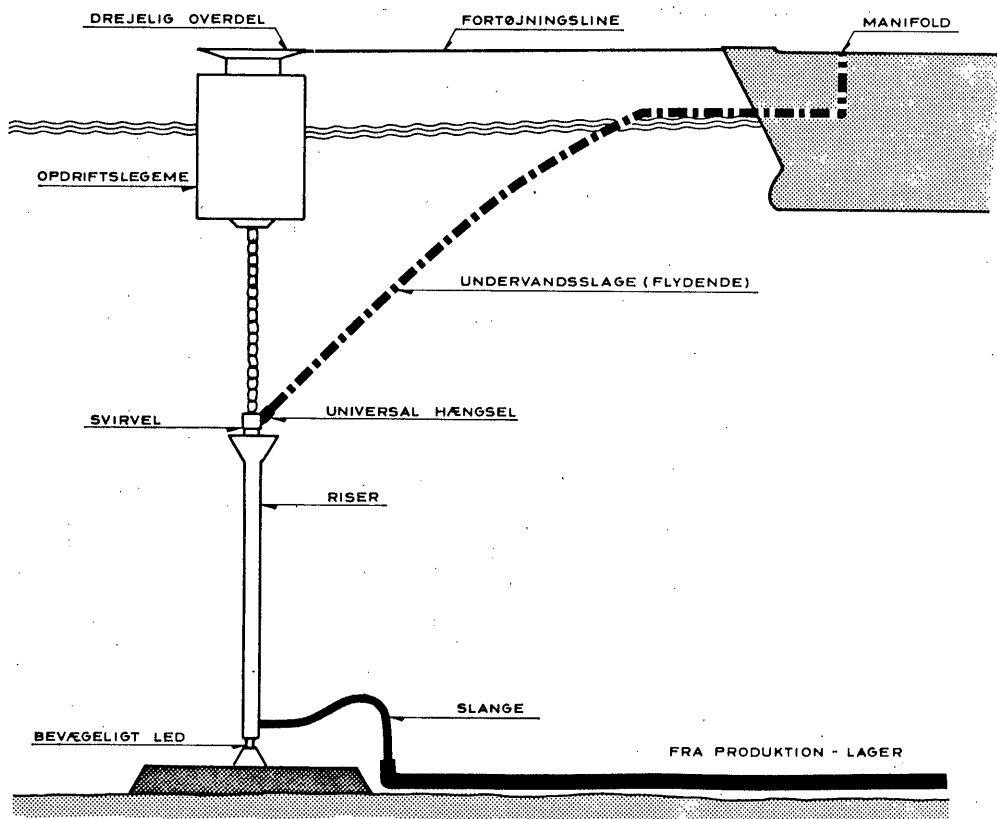 DREJELIG OVERDEL
FORTØJNINGSLINE
MANIFOLD
OPDRIFTSLEGEME
UNDERVANDSSLAGE (FLYDENDE)
UNIVERSAL HÆNGSEL
SVIRVEL
RISER
SLANGE
BEVÆGELIGT LED
FRA PRODUKTION - LAGER